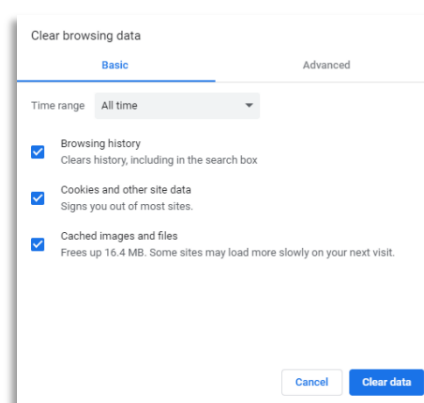 Clear browsing data
Basic Advanced
Time range All time
Browsing history
Clears history, including in the search box
Cookies and other site data
Signs you out of most sites.
Cached images and files
Frees up 16.4 MB. Some sites may load more slowly on your next visit.
Cancel Clear data